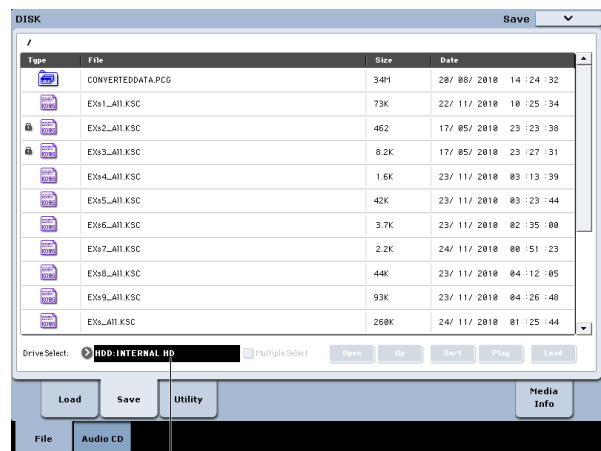 DISK Save
/
Type File Size Date
CONVERTEDDATA.PCG 34M 20/ 08/ 2010 14 :24 :32
EXs1_All.KSC 73K 22/ 11/ 2010 10 :25 :34
EXs2_All.KSC 462 17/ 05/ 2010 23 :23 :38
EXs3_All.KSC 8.2K 17/ 05/ 2010 23 :27 :31
EXs4_All.KSC 1.6K 23/ 11/ 2010 03 :13 :39
EXs5_All.KSC 42K 23/ 11/ 2010 03 :23 :44
EXs6_All.KSC 3.7K 23/ 11/ 2010 02 :35 :00
EXs7_All.KSC 2.2K 24/ 11/ 2010 00 :51 :23
EXs8_All.KSC 44K 23/ 11/ 2010 04 :12 :05
EXs9_All.KSC 93K 23/ 11/ 2010 04 :26 :48
EXs_All.KSC 260K 24/ 11/ 2010 01 :25 :44
Drive Select: HDD:INTERNAL HD Multiple Select Open Up Sort Play Load
Load Save Utility Media Info
File Audio CD